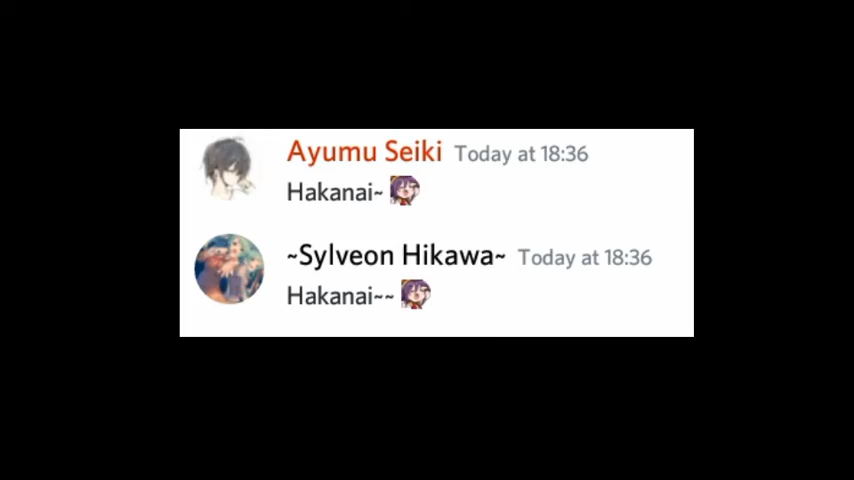 Ayumu Seiki Today at 18:36
Hakanai~
~Sylveon Hikawa~ Today at 18:36
Hakanai~~